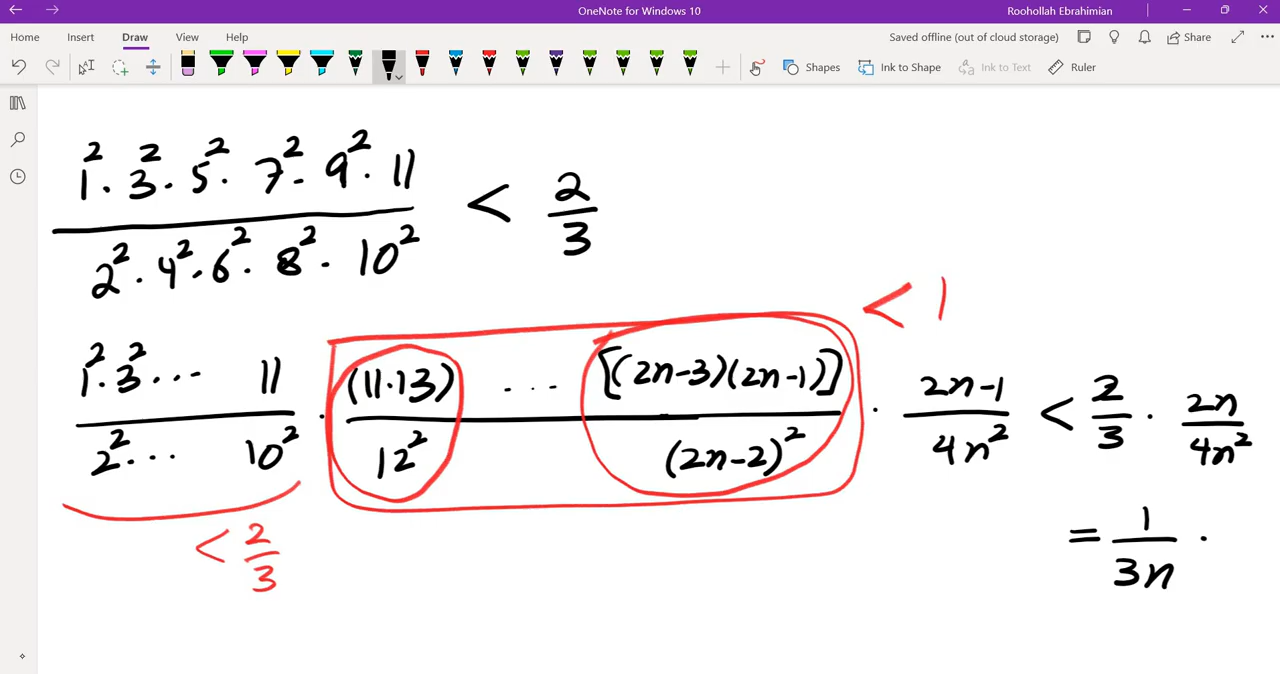 OneNote for Windows 10
Roohollah Ebrahimian
Home Insert Draw View Help
Saved offline (out of cloud storage)
Share
Shapes Ink to Shape Ink to Text Ruler
1² · 3² · 5² · 7² · 9² · 11
2² · 4² · 6² · 8² · 10²
< 2/3
1² · 3² ··· 11
2² ··· 10²
· (11·13) ··· [(2n-3)(2n-1)]
12² (2n-2)²
< 1
· 2n-1
4n²
< 2/3 · 2n/4n²
< 2/3
= 1/3n ·